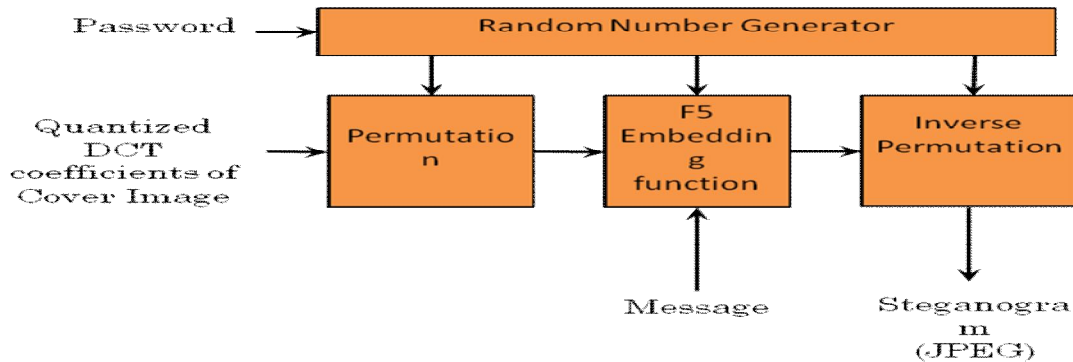 Password
Random Number Generator
Quantized
DCT
coefficients of
Cover Image
Permutatio
n
F5
Embeddin
g
function
Inverse
Permutation
Message
Steganogra
m
(JPEG)